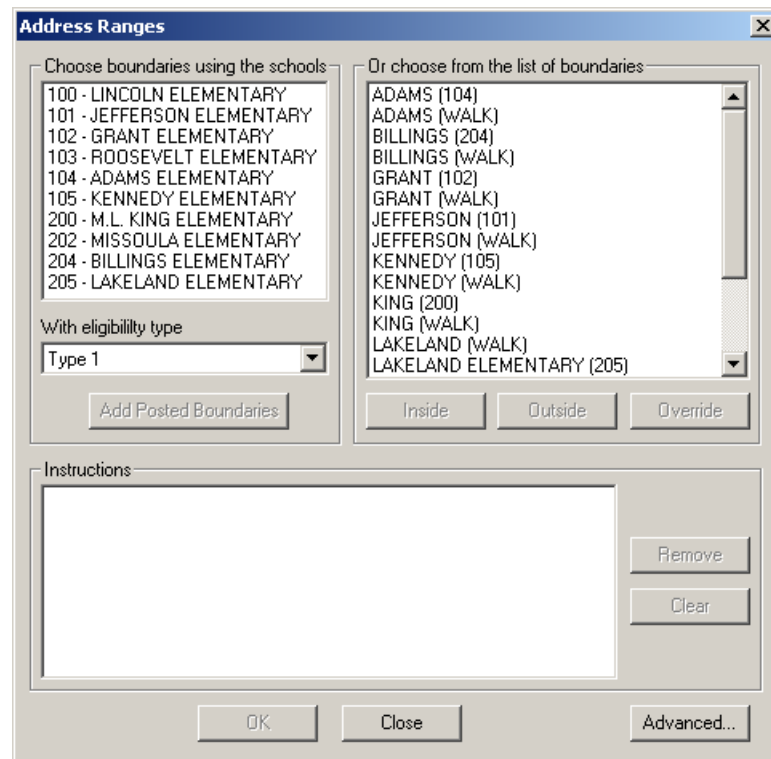 Address Ranges
Choose boundaries using the schools
100 - LINCOLN ELEMENTARY
101 - JEFFERSON ELEMENTARY
102 - GRANT ELEMENTARY
103 - ROOSEVELT ELEMENTARY
104 - ADAMS ELEMENTARY
105 - KENNEDY ELEMENTARY
200 - M.L. KING ELEMENTARY
202 - MISSOULA ELEMENTARY
204 - BILLINGS ELEMENTARY
205 - LAKELAND ELEMENTARY
With eligibililty type
Type 1
Add Posted Boundaries
Or choose from the list of boundaries
ADAMS (104)
ADAMS (WALK)
BILLINGS (204)
BILLINGS (WALK)
GRANT (102)
GRANT (WALK)
JEFFERSON (101)
JEFFERSON (WALK)
KENNEDY (105)
KENNEDY (WALK)
KING (200)
KING (WALK)
LAKELAND (WALK)
LAKELAND ELEMENTARY (205)
Inside
Outside
Override
Instructions
Remove
Clear
OK
Close
Advanced...